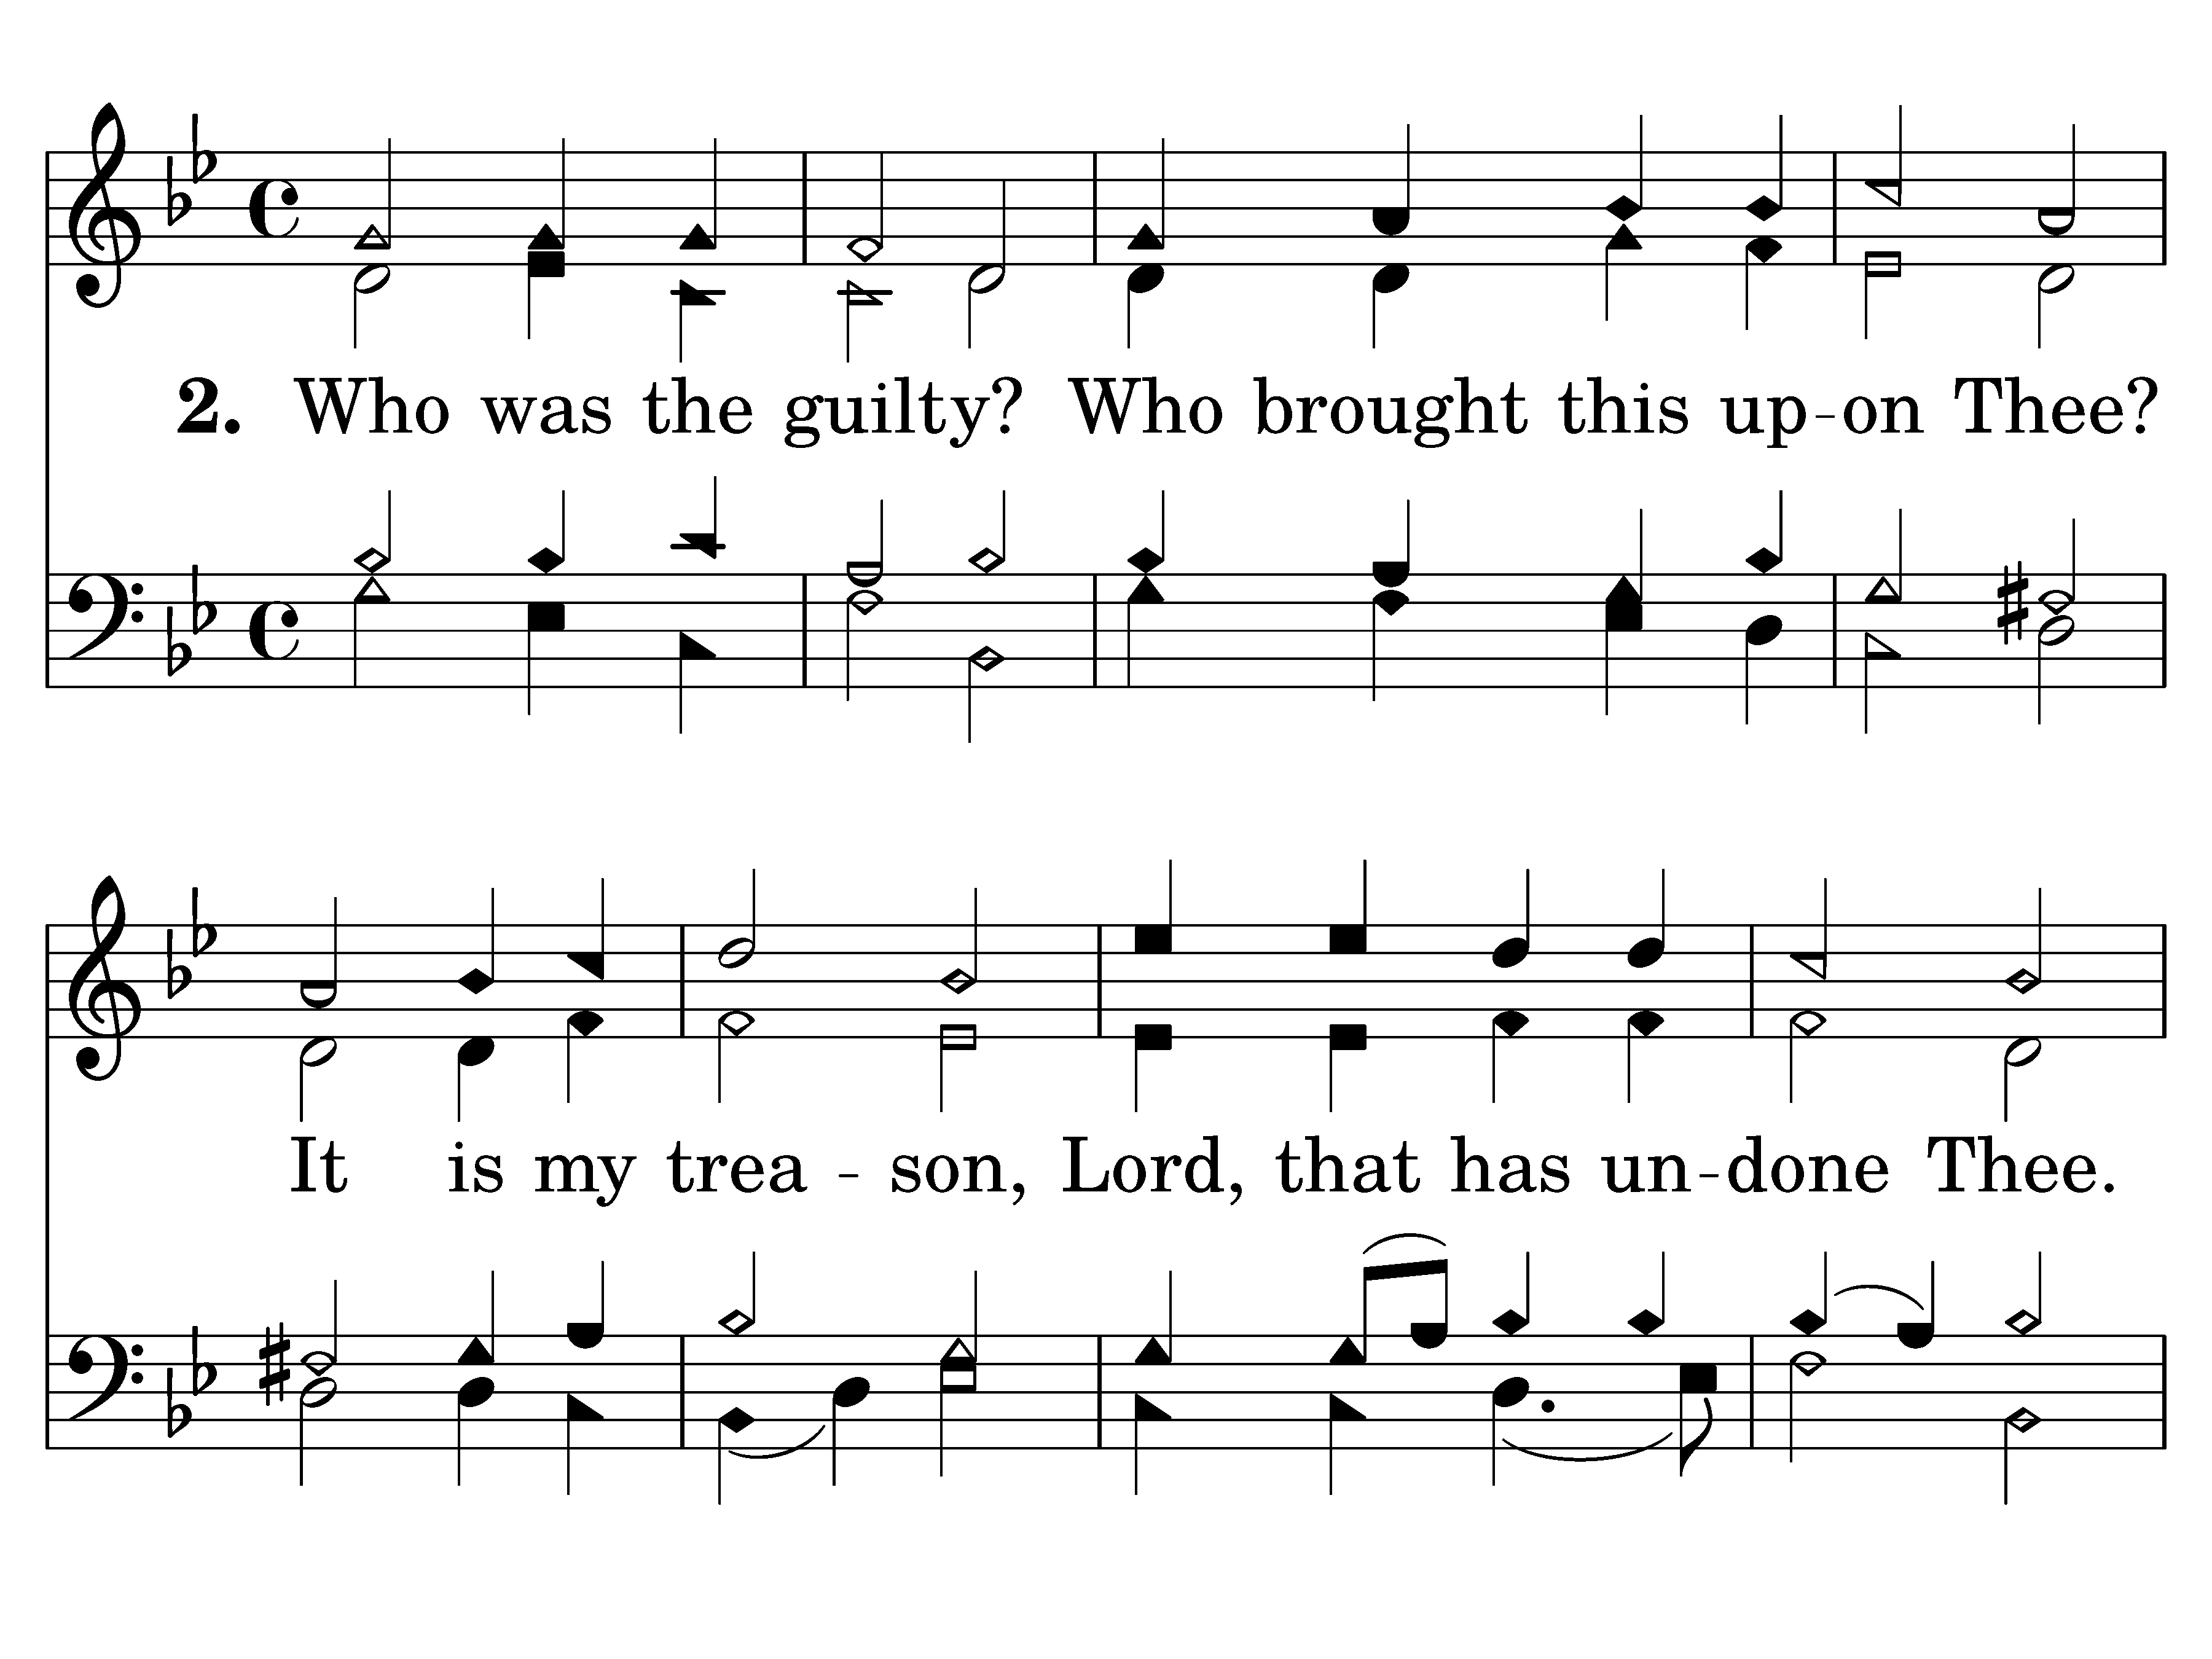 2. Who was the guilty? Who brought this up-on Thee?
It is my trea - son, Lord, that has un-done Thee.